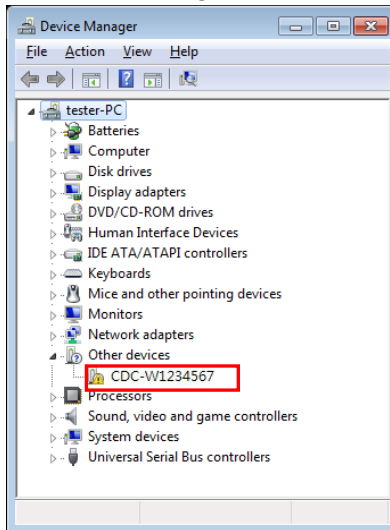 Device Manager
File Action View Help
tester-PC
Batteries
Computer
Disk drives
Display adapters
DVD/CD-ROM drives
Human Interface Devices
IDE ATA/ATAPI controllers
Keyboards
Mice and other pointing devices
Monitors
Network adapters
Other devices
CDC-W1234567
Processors
Sound, video and game controllers
System devices
Universal Serial Bus controllers